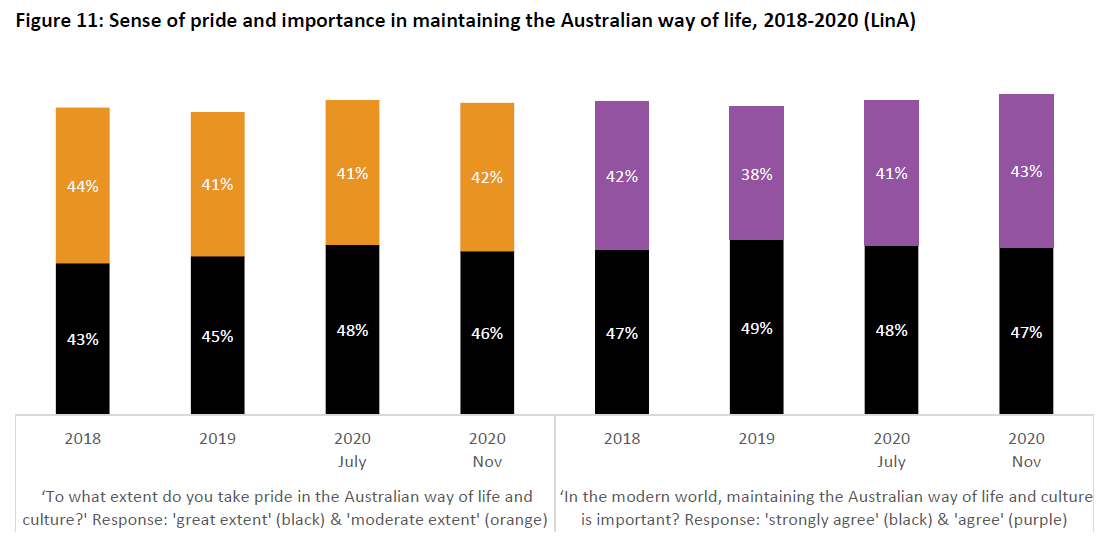 Figure 11: Sense of pride and importance in maintaining the Australian way of life, 2018-2020 (LinA)
44% 41% 41% 42% 42% 38% 41% 43%
43% 45% 48% 46% 47% 49% 48% 47%
2018 2019 2020 2020 2018 2019 2020 2020
July Nov July Nov
‘To what extent do you take pride in the Australian way of life and
culture?' Response: 'great extent' (black) & 'moderate extent' (orange)
‘In the modern world, maintaining the Australian way of life and culture
is important? Response: 'strongly agree' (black) & 'agree' (purple)